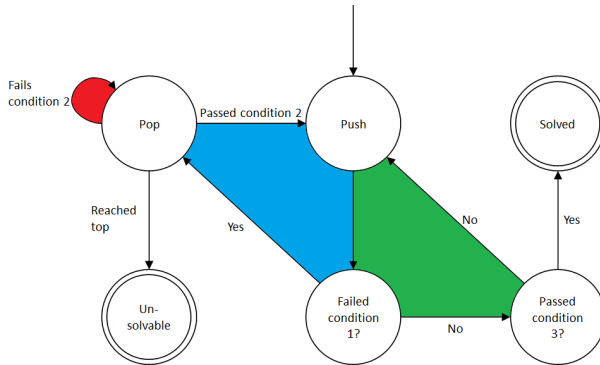 Fails
condition 2
Pop
Passed condition 2
Push
Solved
Reached
top
Yes
No
Yes
Un-
solvable
Failed
condition
1?
No
Passed
condition
3?